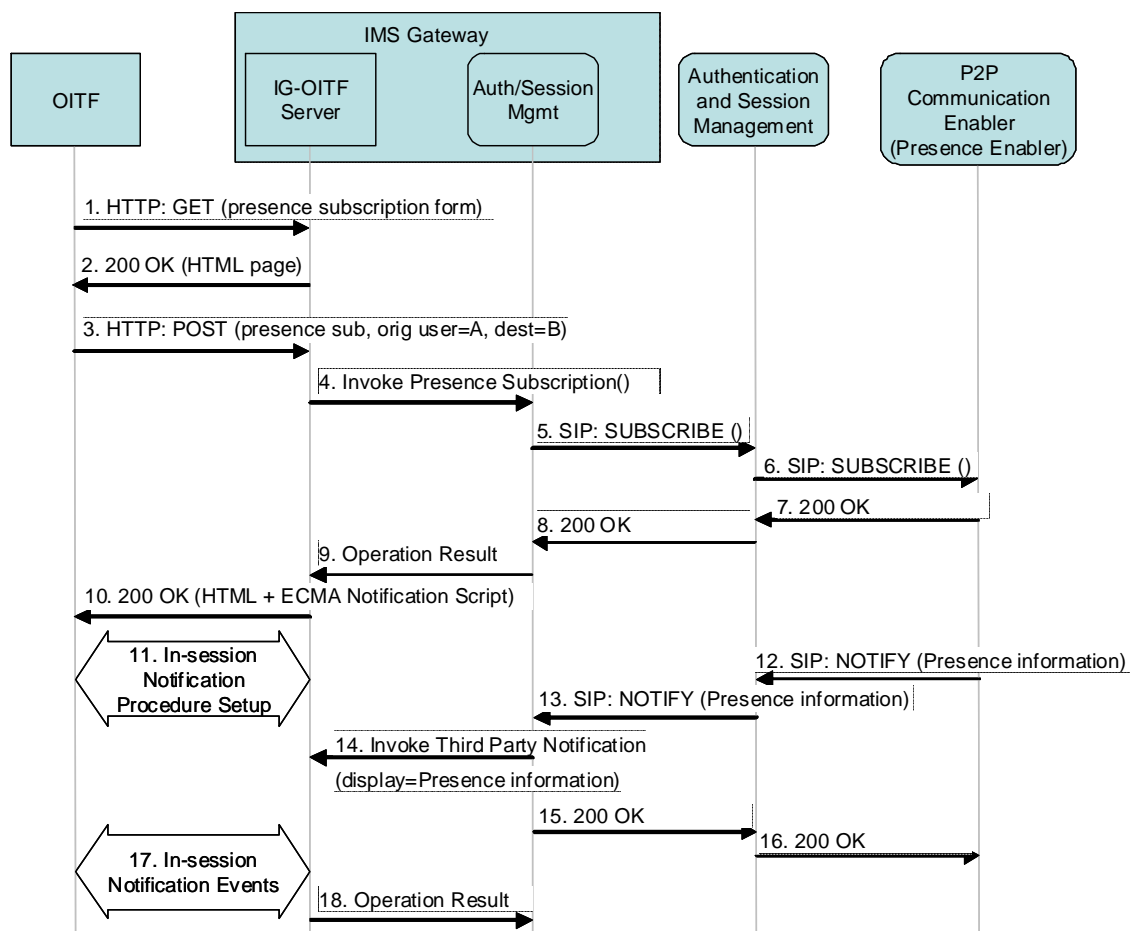 IMS Gateway
OITF
IG-OITF
Server
Auth/Session
Mgmt
Authentication
and Session
Management
P2P
Communication
Enabler
(Presence Enabler)
1. HTTP: GET (presence subscription form)
2. 200 OK (HTML page)
3. HTTP: POST (presence sub, orig user=A, dest=B)
4. Invoke Presence Subscription()
5. SIP: SUBSCRIBE ()
6. SIP: SUBSCRIBE ()
7. 200 OK
8. 200 OK
9. Operation Result
10. 200 OK (HTML + ECMA Notification Script)
11. In-session
Notification
Procedure Setup
12. SIP: NOTIFY (Presence information)
13. SIP: NOTIFY (Presence information)
14. Invoke Third Party Notification
(display=Presence information)
15. 200 OK
16. 200 OK
17. In-session
Notification Events
18. Operation Result